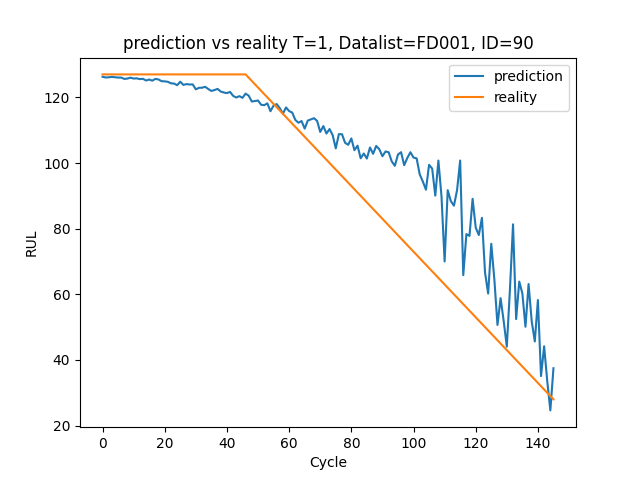 prediction vs reality T=1, Datalist=FD001, ID=90
prediction
reality
120
100
80
60
40
20
RUL
0 20 40 60 80 100 120 140
Cycle